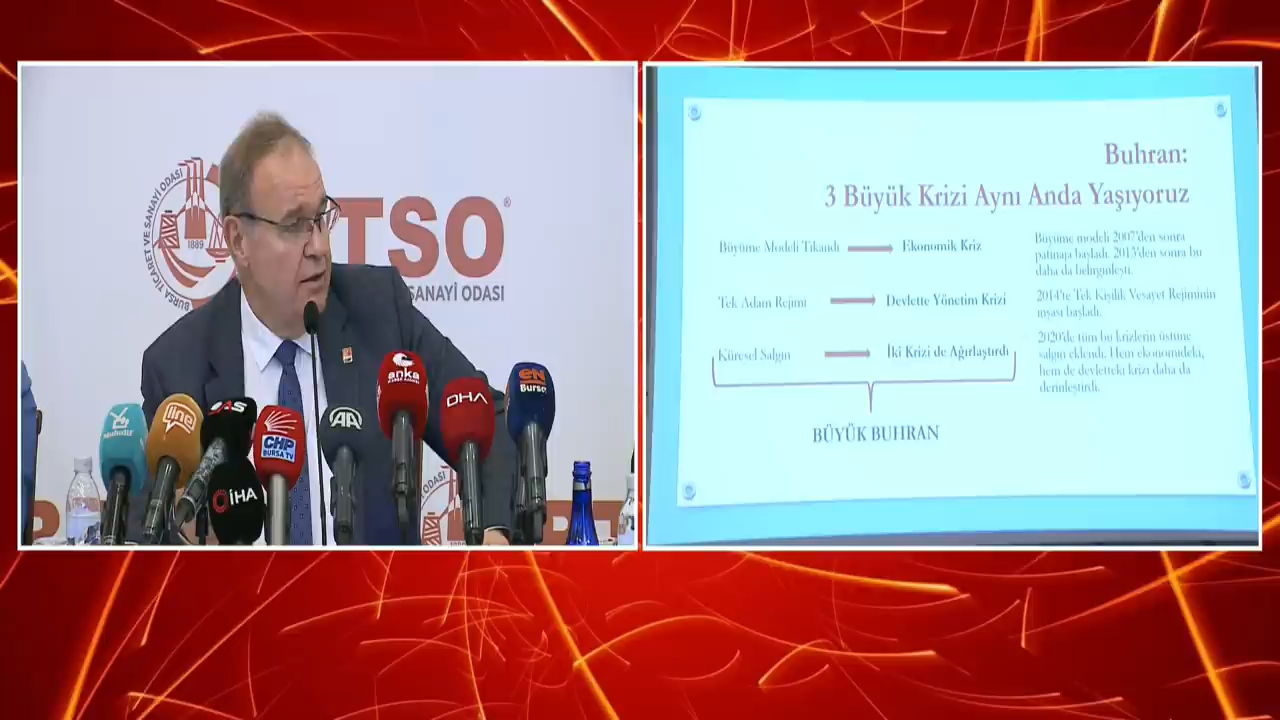 BURSA TİCARET VE SANAYİ ODASI
1889
TSO®
SANAYİ ODASI
line
CHP
BURSA TV
İHA
AA
anka
DHA
en
Bursa
ODASI
Buhran:
3 Büyük Krizi Aynı Anda Yaşıyoruz
Büyüme Modeli Tıkandı
Ekonomik Kriz
Büyüme modeli 2007'den sonra
patinaja başladı. 2013'den sonra bu
daha da belirginleşti.
Tek Adam Rejimi
Devlette Yönetim Krizi
2014'te Tek Kişilik Vesayet Rejiminin
inşası başladı.
Küresel Salgın
İki Krizi de Ağırlaştırdı
2020'de tüm bu krizlerin üstüne
salgın eklendi. Hem ekonomideki,
hem de devletteki krizi daha da
derinleştirdi.
BÜYÜK BUHRAN